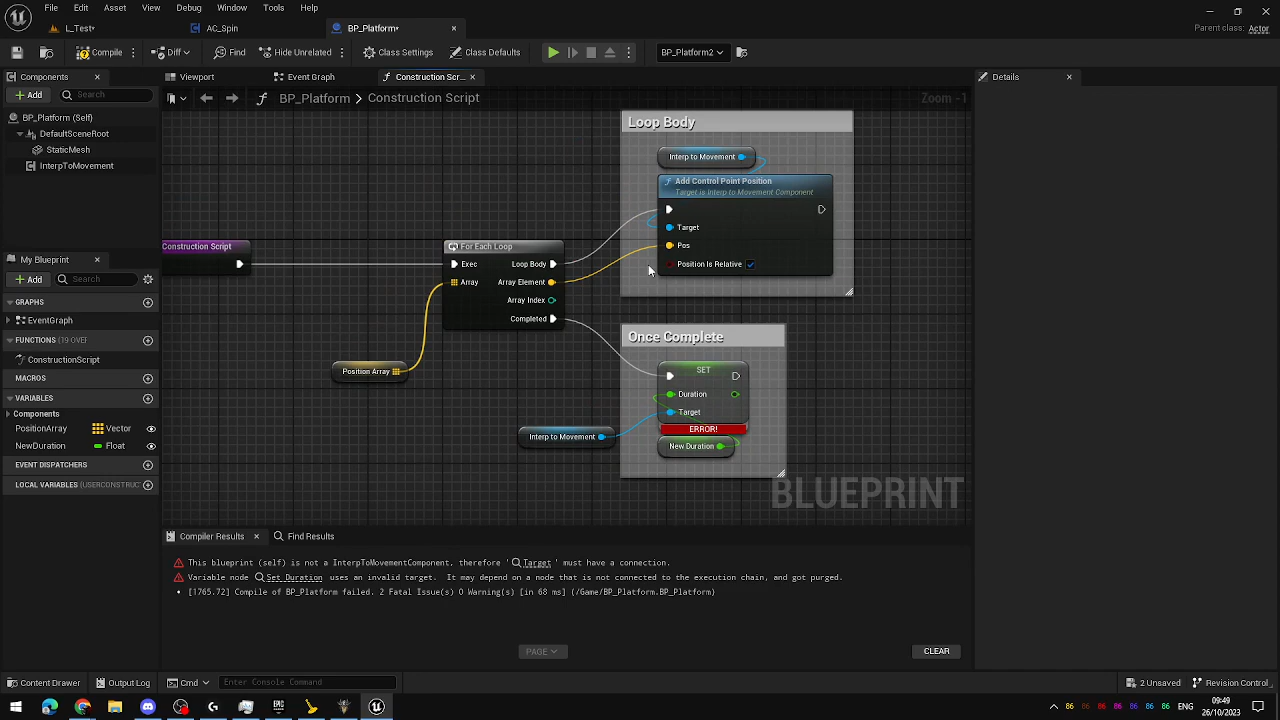 File Edit Asset View Debug Window Tools Help
L_Test•
AC_Spin
BP_Platform•
Parent class: Actor
Compile
Diff
Find
Hide Unrelated
Class Settings
Class Defaults
BP_Platform2
Components
Viewport
Event Graph
Construction Scr...
Details
Add
Search
BP_Platform > Construction Script
Zoom -1
BP_Platform (Self)
DefaultSceneRoot
StaticMesh
InterpToMovement
Loop Body
Interp to Movement
Add Control Point Position
Target is Interp to Movement Component
Target
Pos
Position Is Relative
Construction Script
For Each Loop
Exec Loop Body
Array Array Element
Array Index
Completed
Position Array
Once Complete
SET
Duration
Target
ERROR!
New Duration
Interp to Movement
BLUEPRINT
My Blueprint
Add
Search
GRAPHS
EventGraph
FUNCTIONS (19 OVER
ConstructionScript
MACROS
VARIABLES
Components
PositionArray Vector
NewDuration Float
EVENT DISPATCHERS
LOCAL VARIABLES (USERCONSTRUC
Compiler Results
Find Results
This blueprint (self) is not a InterpToMovementComponent, therefore ' Target ' must have a connection.
Variable node Set Duration uses an invalid target. It may depend on a node that is not connected to the execution chain, and got purged.
[1765.72] Compile of BP_Platform failed. 2 Fatal Issue(s) 0 Warning(s) [in 68 ms] (/Game/BP_Platform.BP_Platform)
PAGE
CLEAR
Content Drawer
Output Log
Cmd
Enter Console Command
2 Unsaved
Revision Control
86 86 86 86 86 86
09:49
26/10/2023